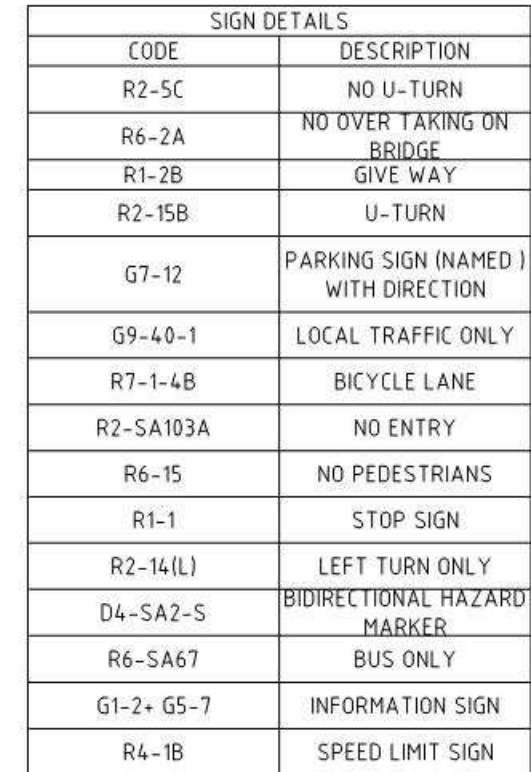 SIGN DETAILS
CODE DESCRIPTION
R2-5C NO U-TURN
R6-2A NO OVER TAKING ON
BRIDGE
R1-2B GIVE WAY
R2-15B U-TURN
G7-12 PARKING SIGN (NAMED )
WITH DIRECTION
G9-40-1 LOCAL TRAFFIC ONLY
R7-1-4B BICYCLE LANE
R2-SA103A NO ENTRY
R6-15 NO PEDESTRIANS
R1-1 STOP SIGN
R2-14(L) LEFT TURN ONLY
D4-SA2-S BIDIRECTIONAL HAZARD
MARKER
R6-SA67 BUS ONLY
G1-2+ G5-7 INFORMATION SIGN
R4-1B SPEED LIMIT SIGN